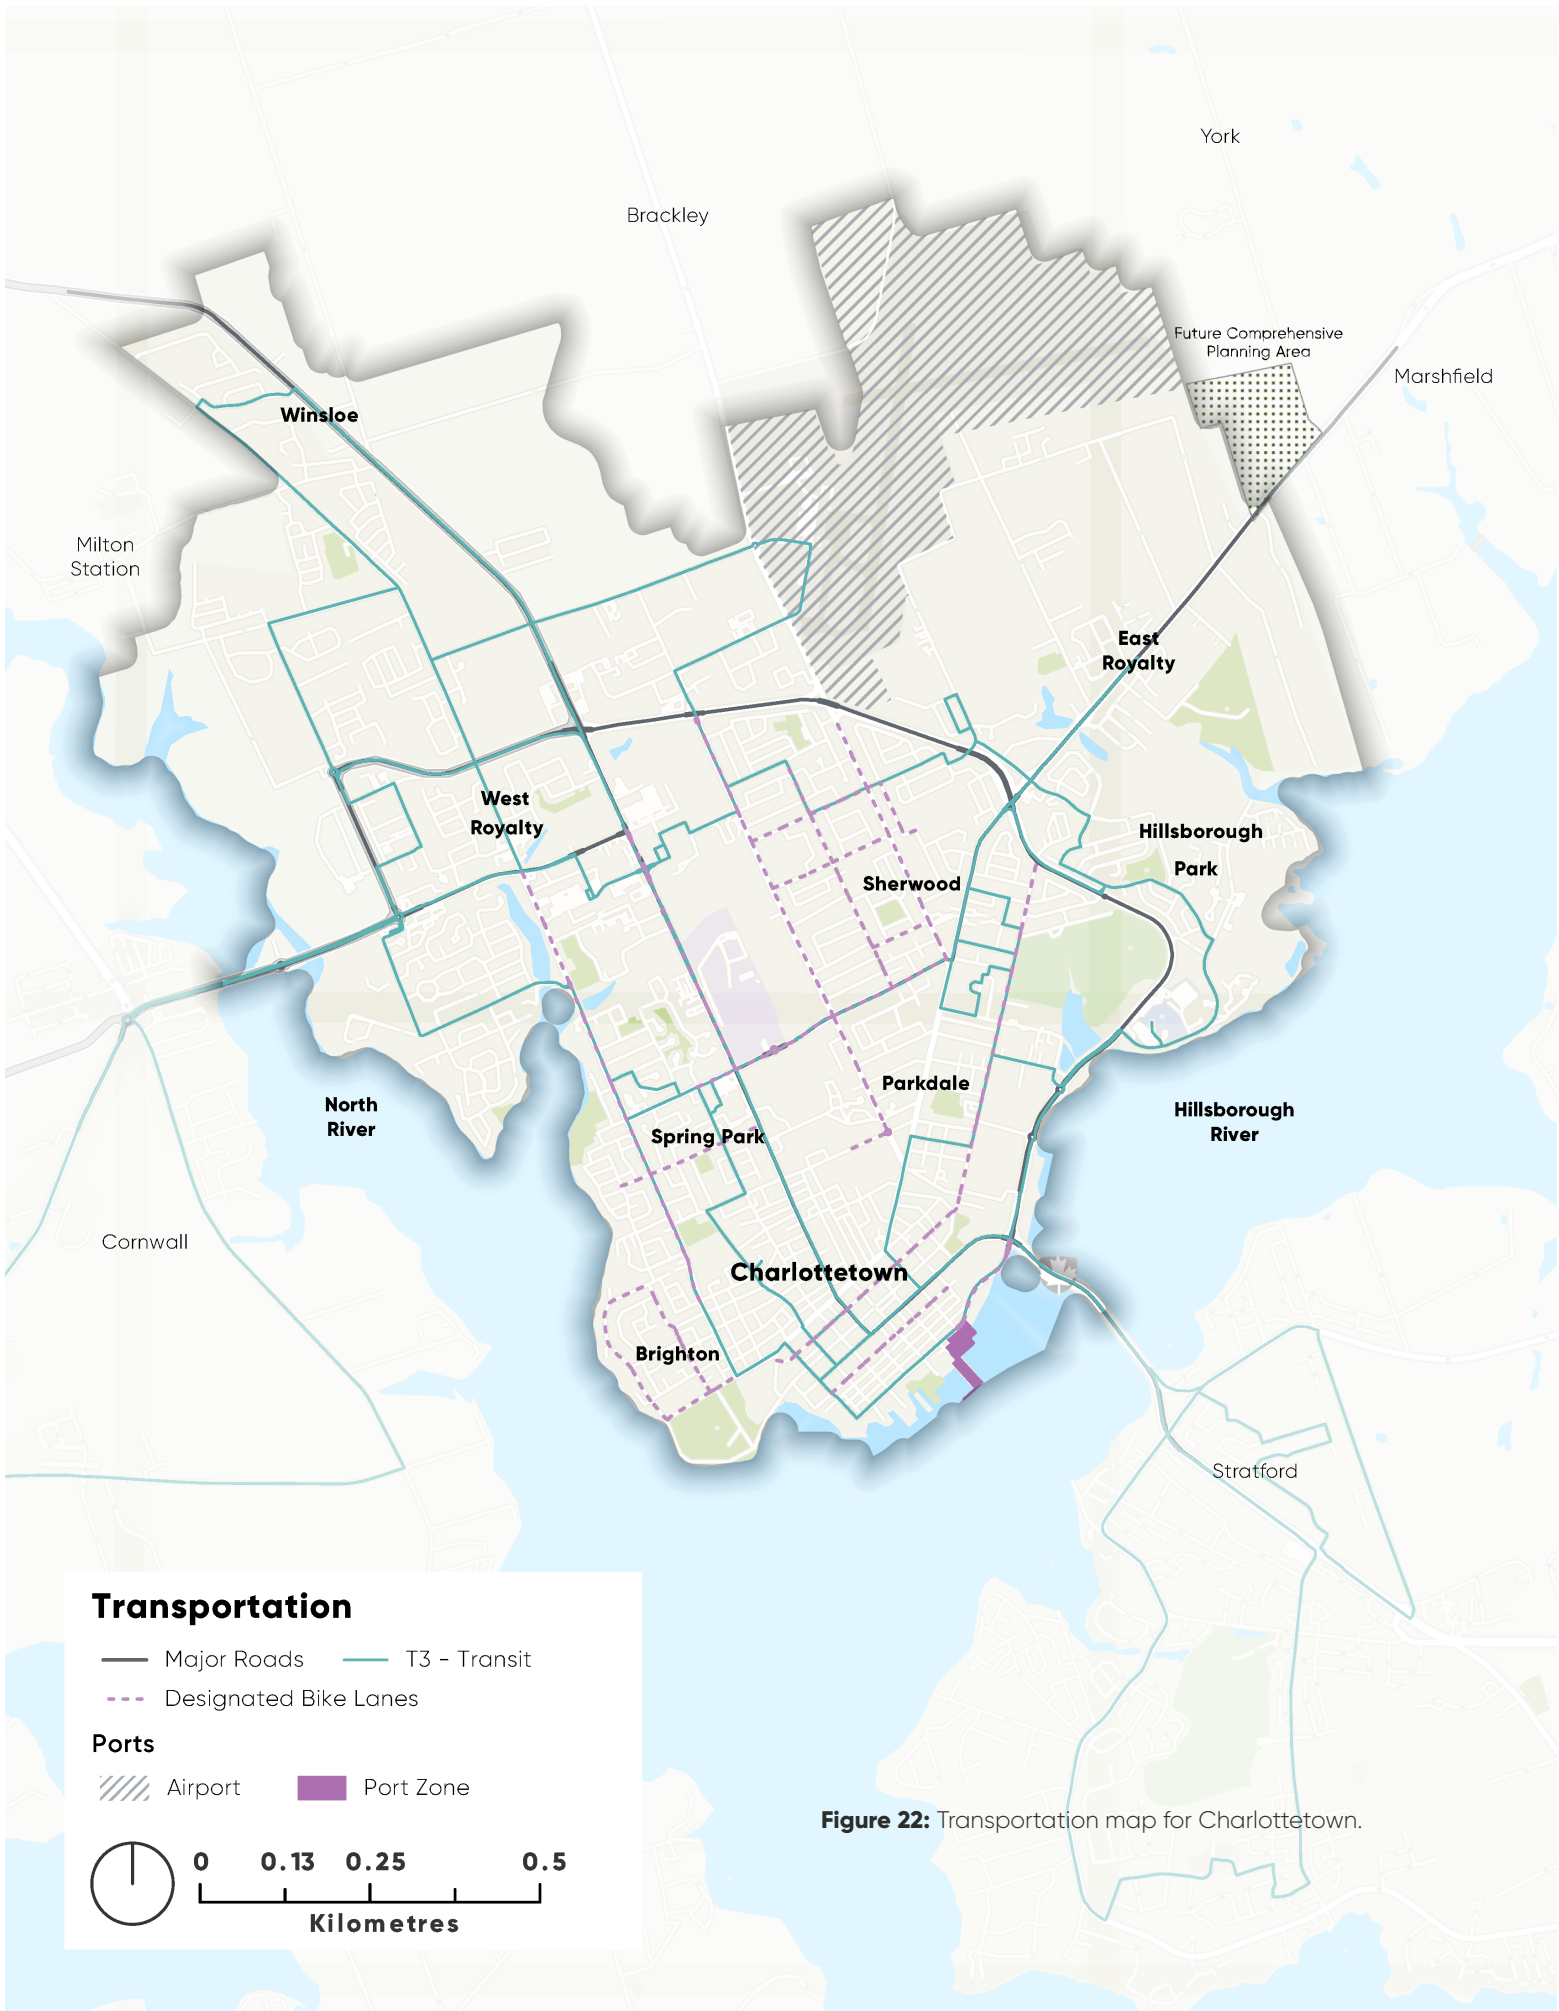 York
Brackley
Future Comprehensive
Planning Area
Marshfield
Winsloe
Milton
Station
East
Royalty
West
Royalty
Hillsborough
Park
Sherwood
Parkdale
North
River
Hillsborough
River
Spring Park
Cornwall
Charlottetown
Brighton
Stratford
Transportation
Major Roads
T3 - Transit
Designated Bike Lanes
Ports
Airport
Port Zone
Figure 22: Transportation map for Charlottetown.
0 0.13 0.25 0.5
Kilometres